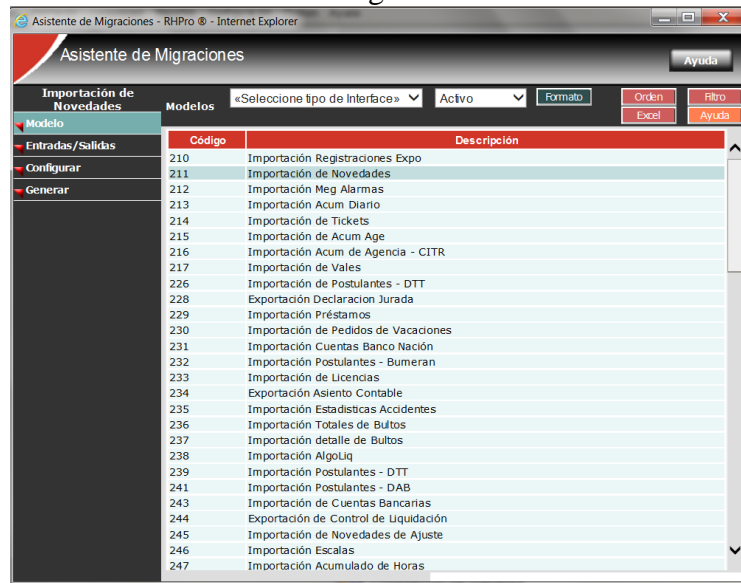 Asistente de Migraciones - RHPro ® - Internet Explorer
Asistente de Migraciones
Ayuda
Importación de
Novedades
Modelos
«Seleccione tipo de Interface»
Activo
Formato
Orden
Filtro
Excel
Ayuda
Modelo
Entradas/Salidas
Configurar
Generar
Código Descripción
210 Importación Registraciones Expo
211 Importación de Novedades
212 Importación Meg Alarmas
213 Importación Acum Diario
214 Importación de Tickets
215 Importación de Acum Age
216 Importación Acum de Agencia - CITR
217 Importación de Vales
226 Importación de Postulantes - DTT
228 Exportación Declaracion Jurada
229 Importación Préstamos
230 Importación de Pedidos de Vacaciones
231 Importación Cuentas Banco Nación
232 Importación Postulantes - Bumeran
233 Importación de Licencias
234 Exportación Asiento Contable
235 Importación Estadisticas Accidentes
236 Importación Totales de Bultos
237 Importación detalle de Bultos
238 Importación AlgoLiq
239 Importación Postulantes - DTT
241 Importación Postulantes - DAB
243 Importación de Cuentas Bancarias
244 Exportación de Control de Liquidación
245 Importación de Novedades de Ajuste
246 Importación Escalas
247 Importación Acumulado de Horas